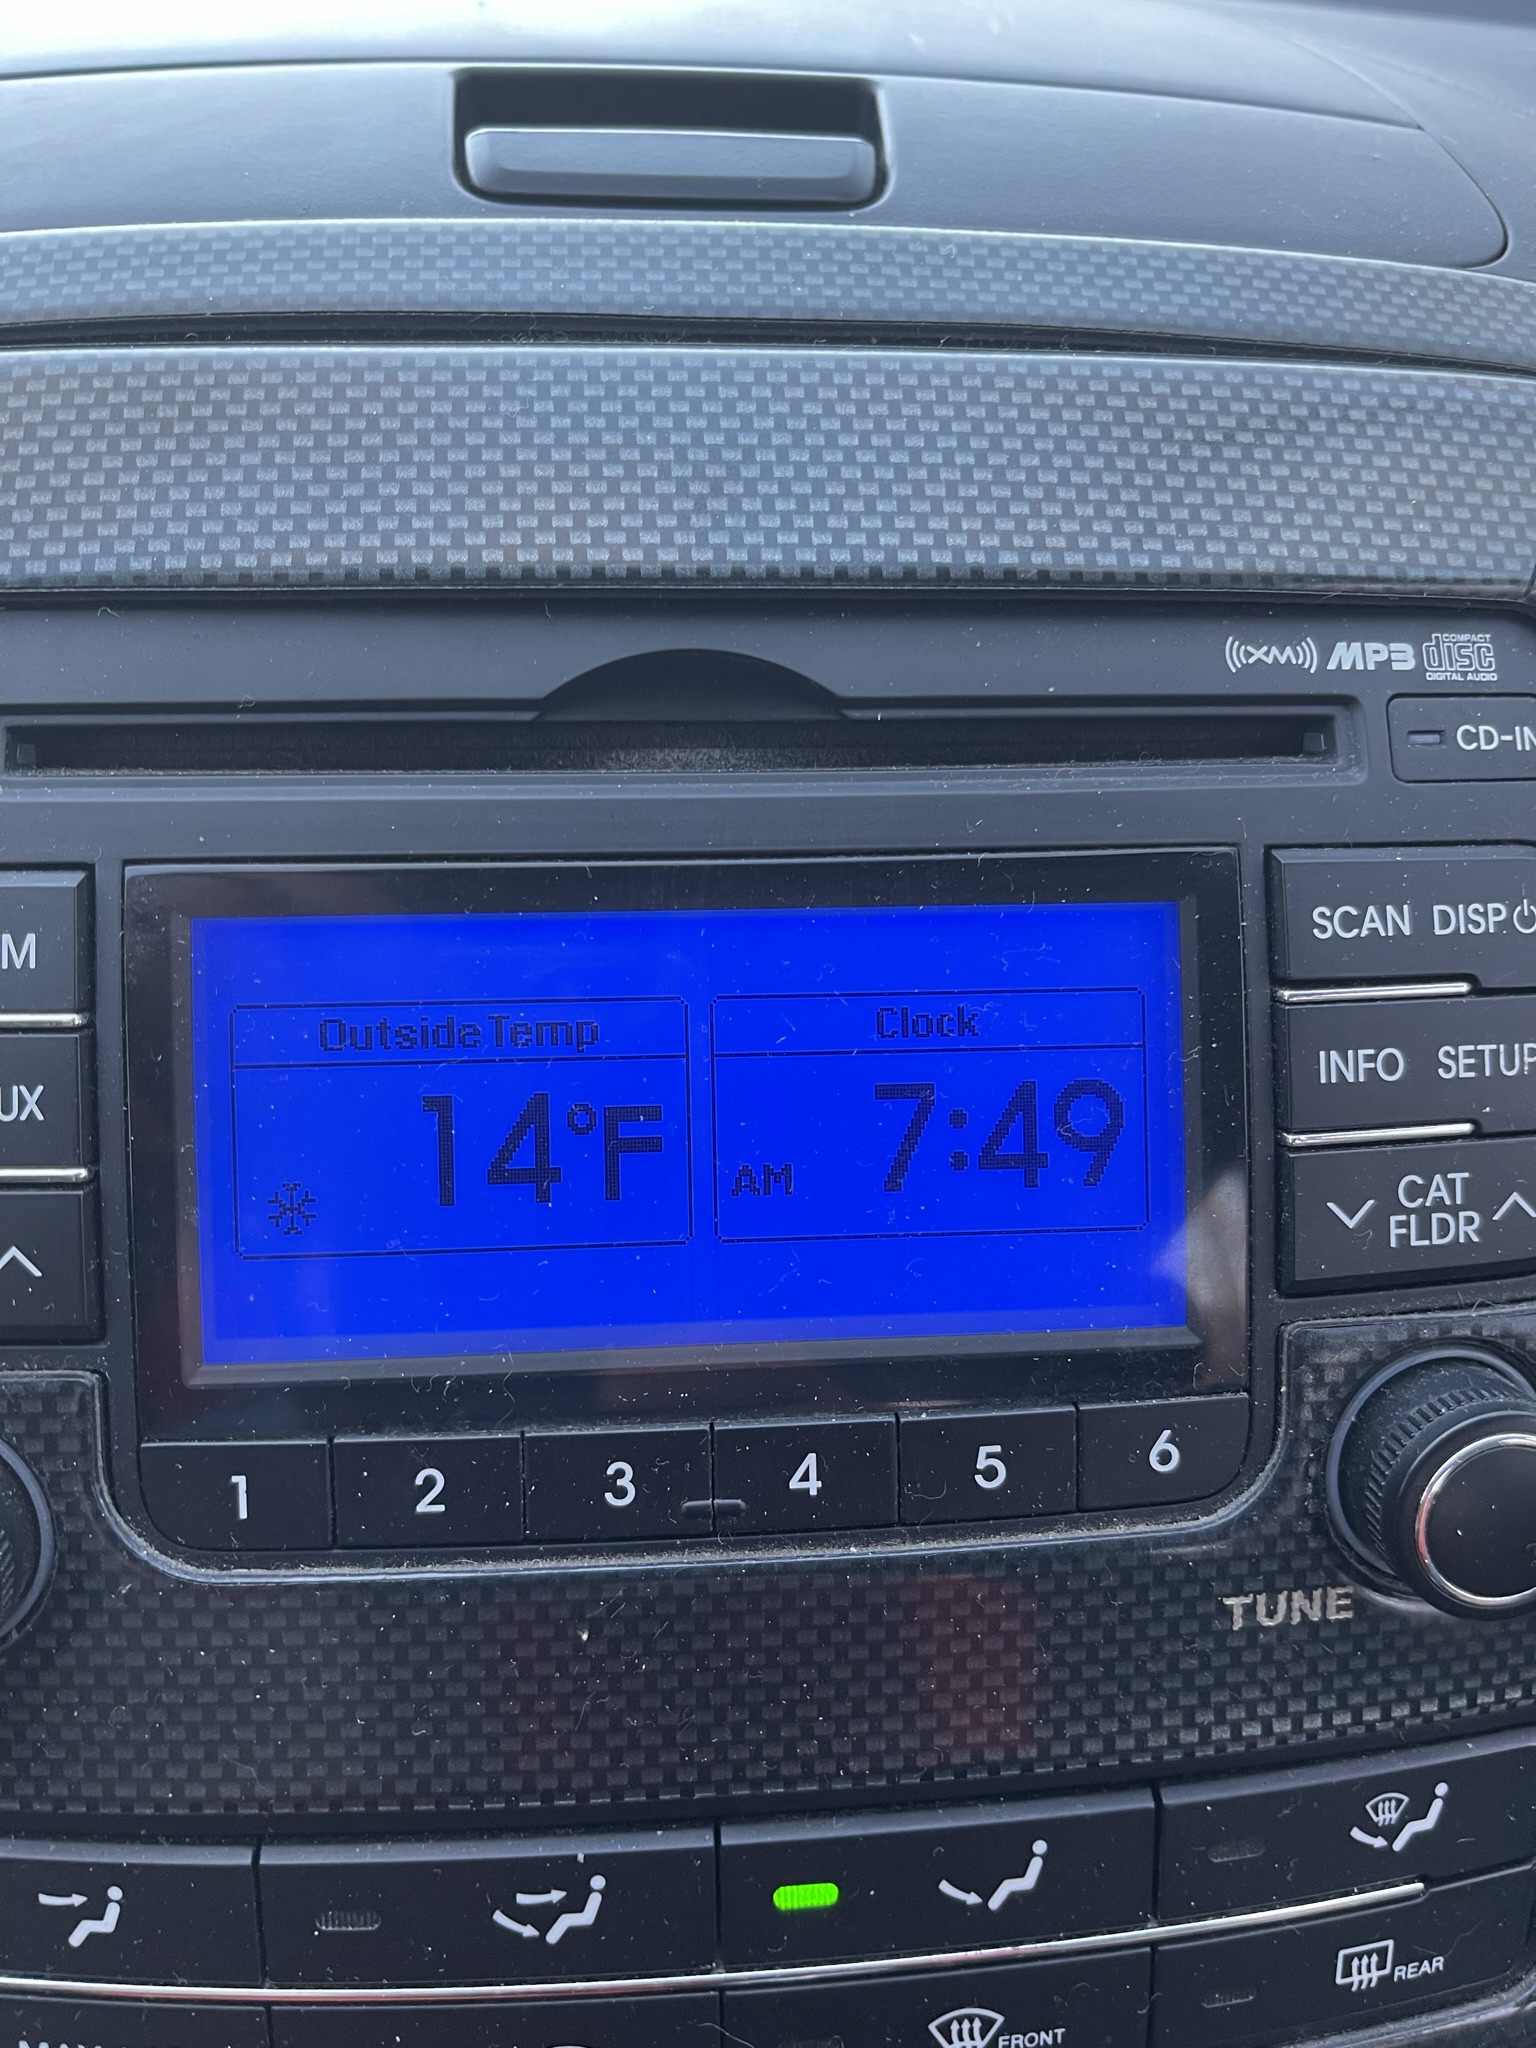 ((XM)) MP3 COMPACT disc DIGITAL AUDIO
CD-IN
M
SCAN DISP
Outside Temp
Clock
14°F
AM 7:49
UX
INFO SETUP
CAT
FLDR
1 2 3 4 5 6
TUNE
REAR
FRONT